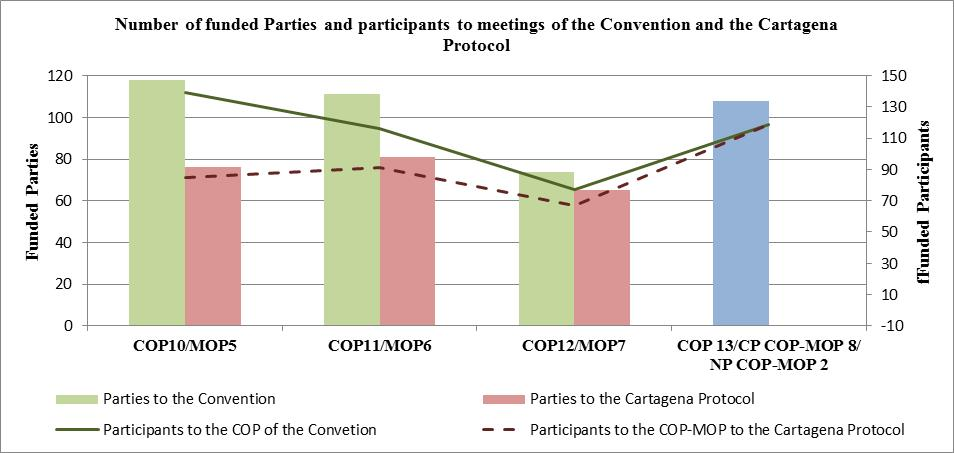 Number of funded Parties and participants to meetings of the Convention and the Cartagena
Protocol
Funded Parties
120
100
80
60
40
20
0
150
130
110
90
70
50
30
10
-10
fFunded Participants
COP10/MOP5
COP11/MOP6
COP12/MOP7
COP 13/CP COP-MOP 8/
NP COP-MOP 2
Parties to the Convention
Parties to the Cartagena Protocol
Participants to the COP of the Convetion
Participants to the COP-MOP to the Cartagena Protocol